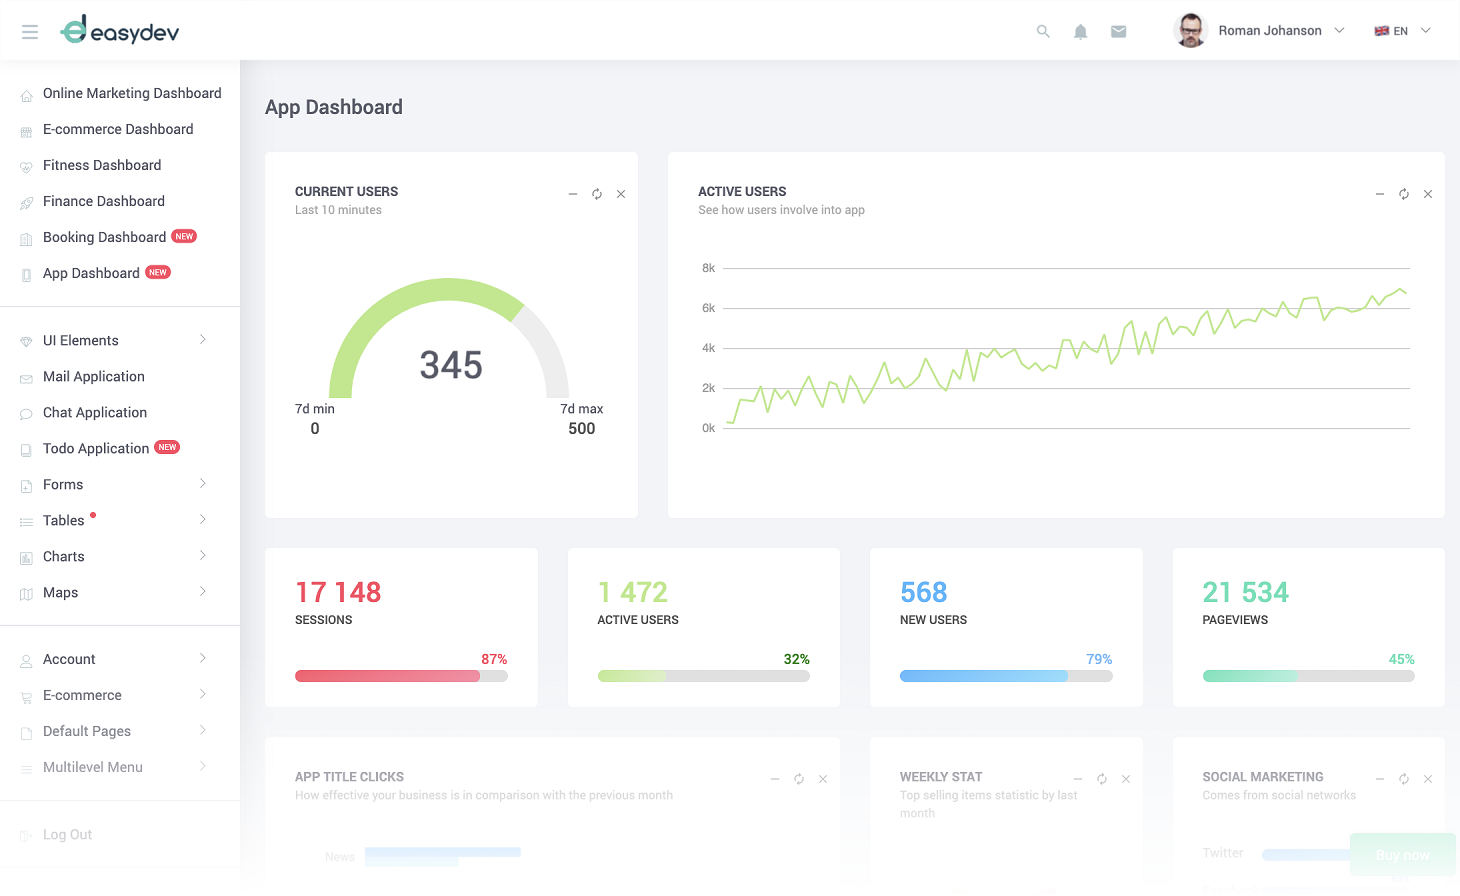 easydev
Roman Johanson
EN
Online Marketing Dashboard
E-commerce Dashboard
Fitness Dashboard
Finance Dashboard
Booking Dashboard NEW
App Dashboard NEW
UI Elements
Mail Application
Chat Application
Todo Application NEW
Forms
Tables
Charts
Maps
Account
E-commerce
Default Pages
Multilevel Menu
Log Out
App Dashboard
CURRENT USERS
Last 10 minutes
345
7d min
0
7d max
500
ACTIVE USERS
See how users involve into app
8k
6k
4k
2k
0k
17 148
SESSIONS
87%
1 472
ACTIVE USERS
32%
568
NEW USERS
79%
21 534
PAGEVIEWS
45%
APP TITLE CLICKS
How effective your business is in comparison with the previous month
News
WEEKLY STAT
Top selling items statistic by last
month
SOCIAL MARKETING
Comes from social networks
Twitter
Buy now